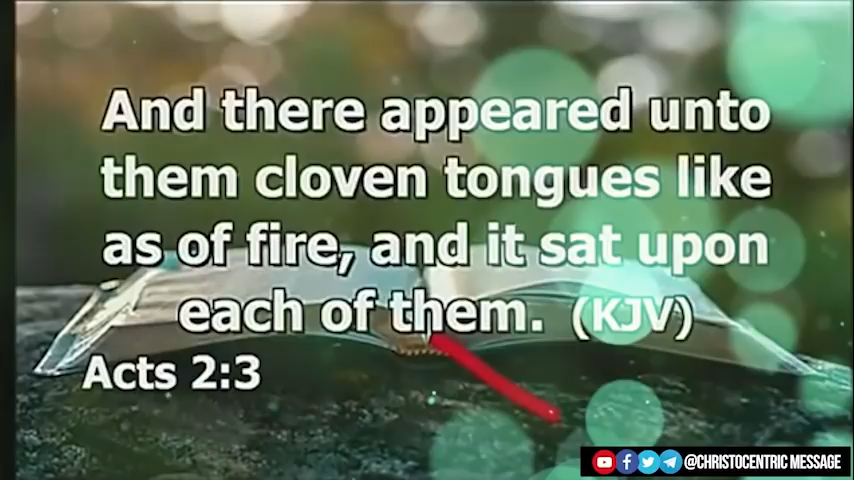 And there appeared unto
them cloven tongues like
as of fire, and it sat upon
each of them. (KJV)
Acts 2:3
@CHRISTOCENTRIC MESSAGE